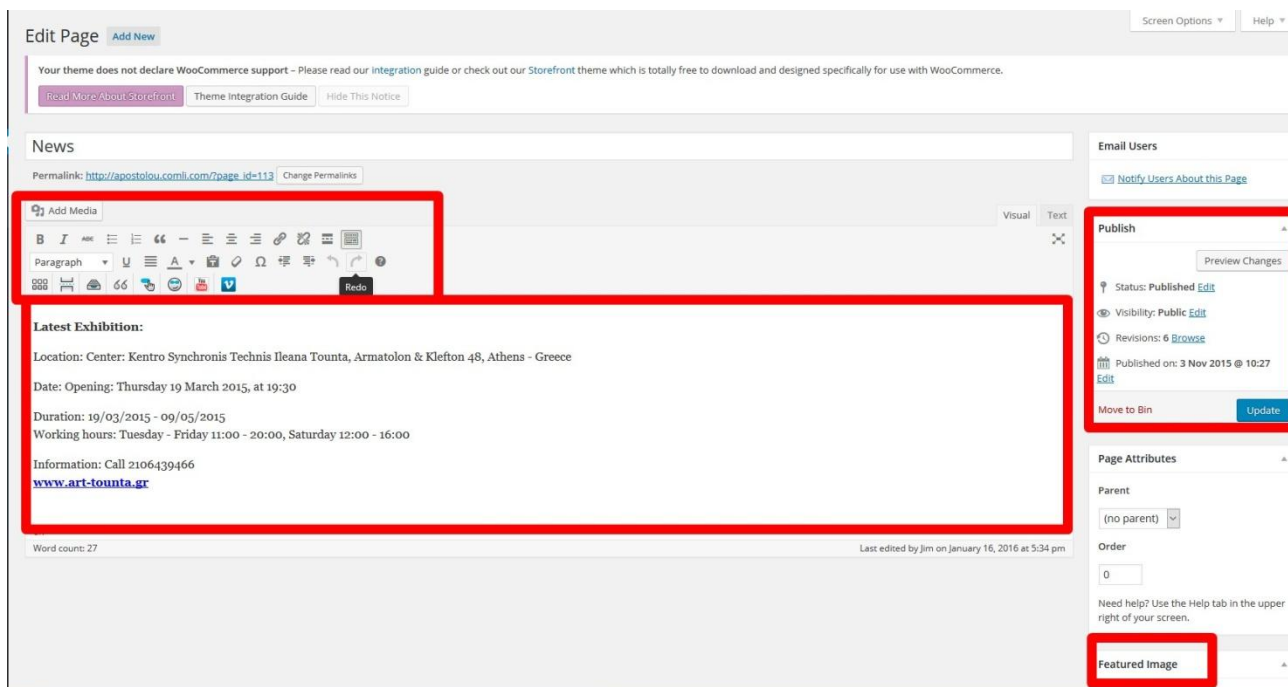 Screen Options
Help
Edit Page Add New
Your theme does not declare WooCommerce support – Please read our integration guide or check out our Storefront theme which is totally free to download and designed specifically for use with WooCommerce.
Read More About Storefront Theme Integration Guide Hide This Notice
News
Permalink: http://apostolou.comli.com/?page_id=113 Change Permalinks
Add Media
Visual Text
B I ABC
Paragraph U A
Redo
Latest Exhibition:
Location: Center: Kentro Synchronis Technis Ileana Tounta, Armatolon & Klefton 48, Athens - Greece
Date: Opening: Thursday 19 March 2015, at 19:30
Duration: 19/03/2015 - 09/05/2015
Working hours: Tuesday - Friday 11:00 - 20:00, Saturday 12:00 - 16:00
Information: Call 2106439466
www.art-tounta.gr
Word count: 27
Last edited by Jim on January 16, 2016 at 5:34 pm
Email Users
Notify Users About this Page
Publish
Preview Changes
Status: Published Edit
Visibility: Public Edit
Revisions: 6 Browse
Published on: 3 Nov 2015 @ 10:27
Edit
Move to Bin Update
Page Attributes
Parent
(no parent)
Order
0
Need help? Use the Help tab in the upper
right of your screen.
Featured Image